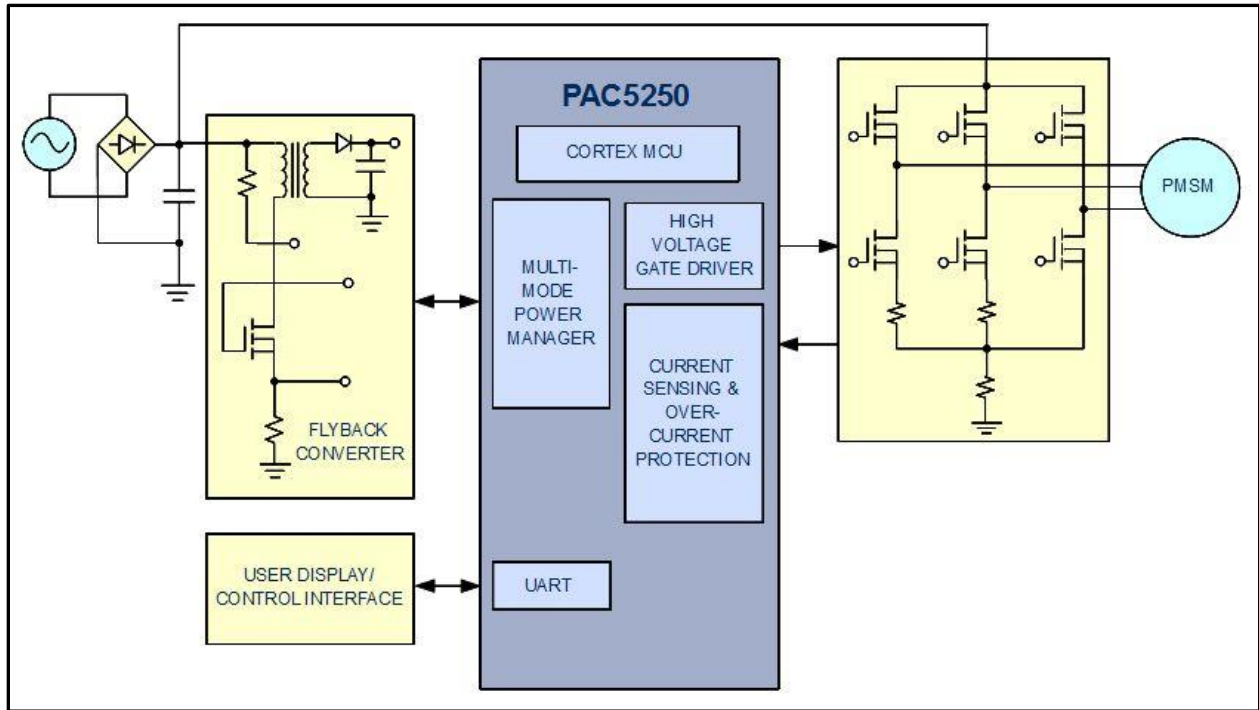 PAC5250
CORTEX MCU
MULTI-
MODE
POWER
MANAGER
HIGH
VOLTAGE
GATE DRIVER
CURRENT
SENSING &
OVER-
CURRENT
PROTECTION
UART
FLYBACK
CONVERTER
USER DISPLAY/
CONTROL INTERFACE
PMSM